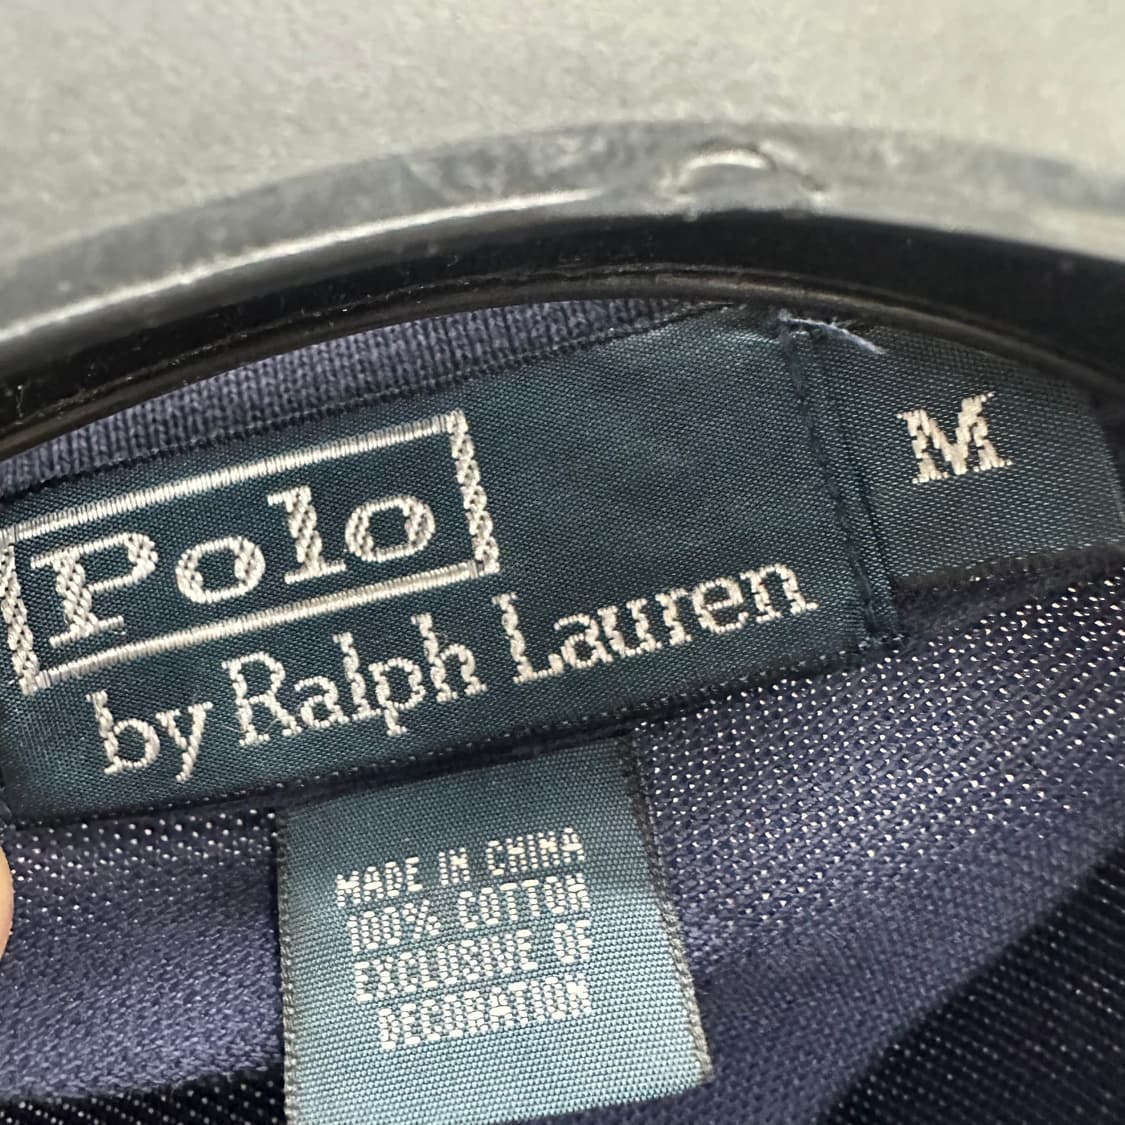 Polo
by Ralph Lauren
M
MADE IN CHINA
100% COTTON
EXCLUSIVE OF
DECORATION